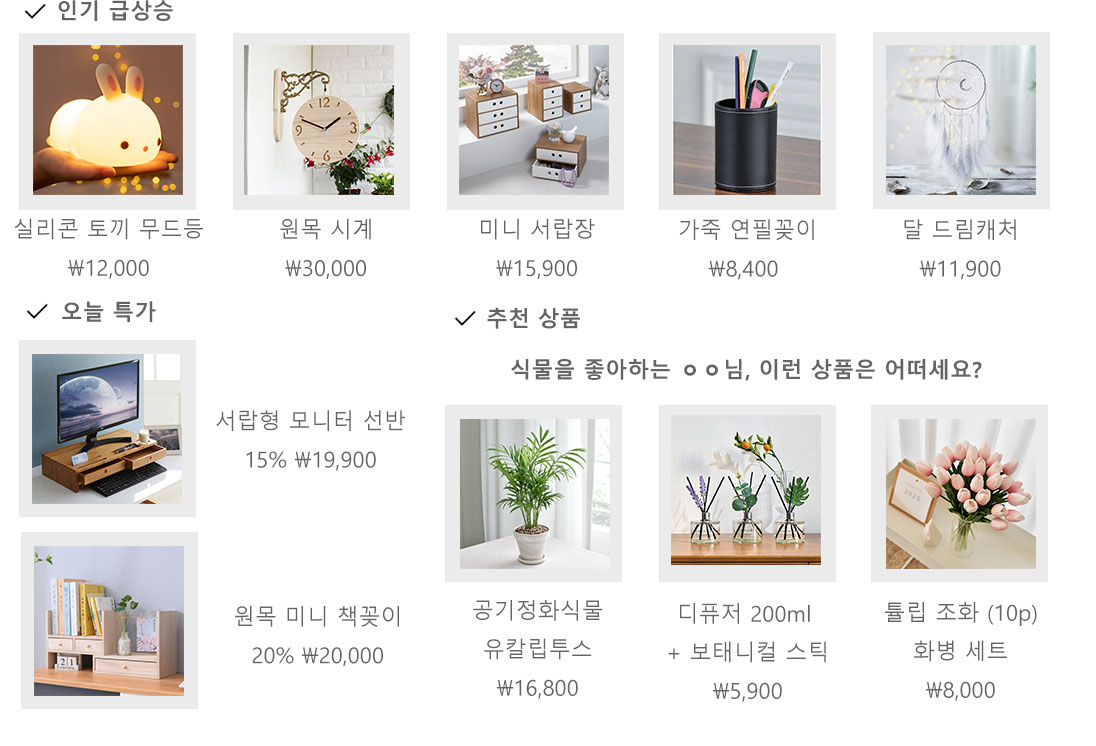 인기 급상승
실리콘 토끼 무드등
₩12,000
원목 시계
₩30,000
미니 서랍장
₩15,900
가죽 연필꽂이
₩8,400
달 드림캐처
₩11,900
오늘 특가
서랍형 모니터 선반
15% ₩19,900
원목 미니 책꽂이
20% ₩20,000
추천 상품
식물을 좋아하는 ㅇㅇ님, 이런 상품은 어떠세요?
공기정화식물
유칼립투스
₩16,800
디퓨저 200ml
+ 보태니컬 스틱
₩5,900
튤립 조화 (10p)
화병 세트
₩8,000